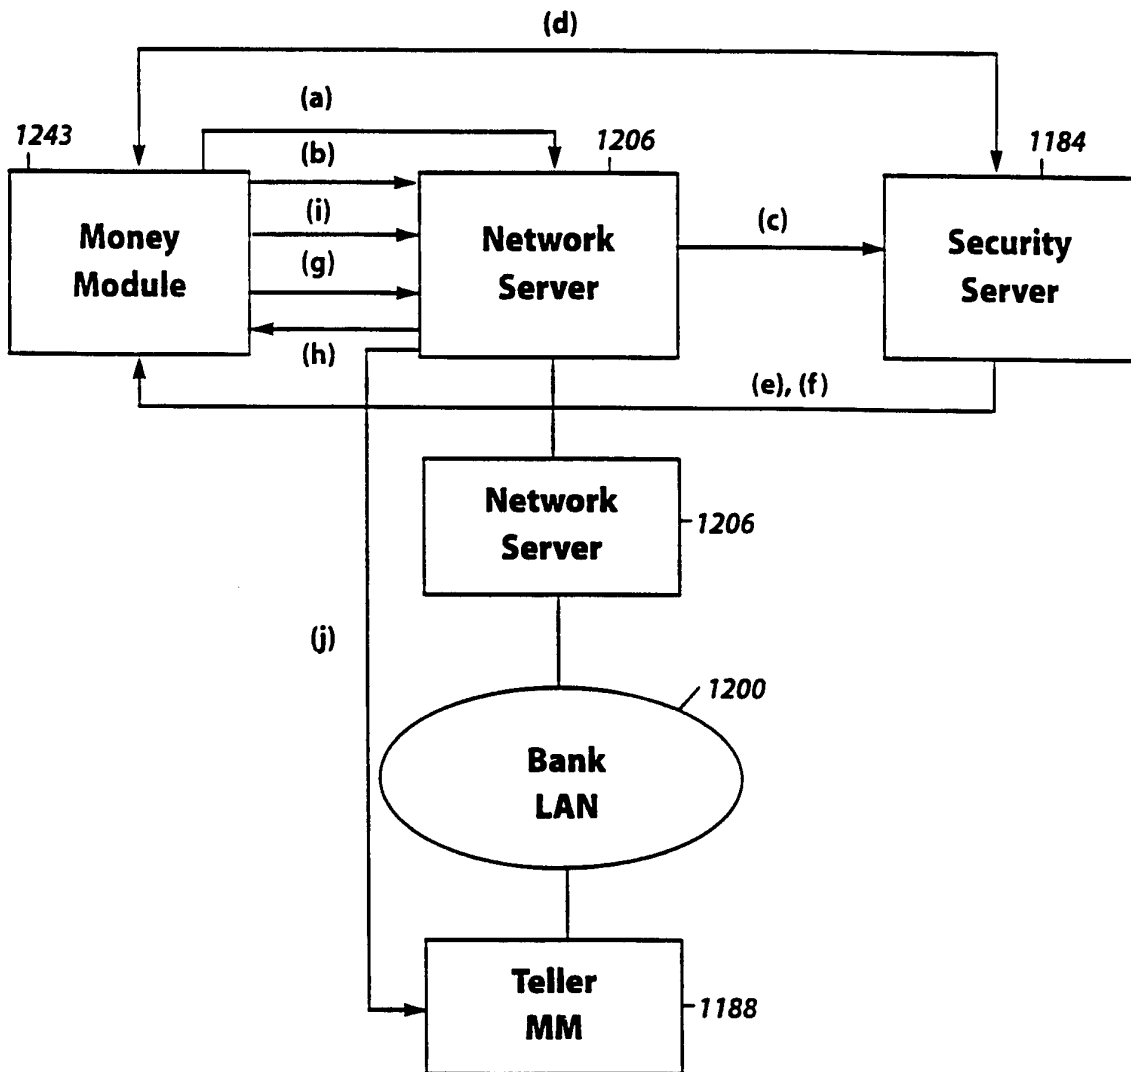 (d)
(a)
1243
1206
1184
(b)
(i)
(g)
(h)
Money
Module
Network
Server
(c)
Security
Server
(e), (f)
Network
Server
1206
(j)
1200
Bank
LAN
Teller
MM
1188